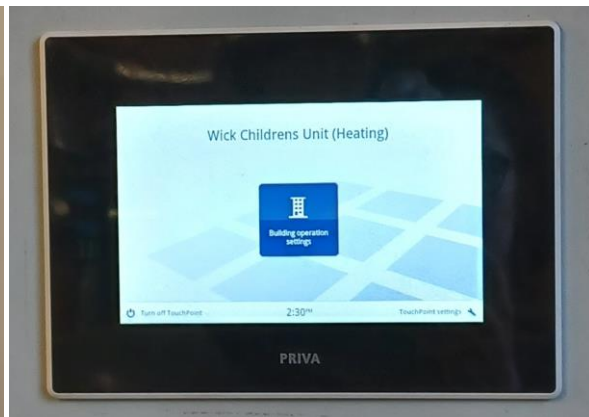 Wick Childrens Unit (Heating)
Building operation
settings
Turn off TouchPoint
2:30PM
TouchPoint settings
PRIVA